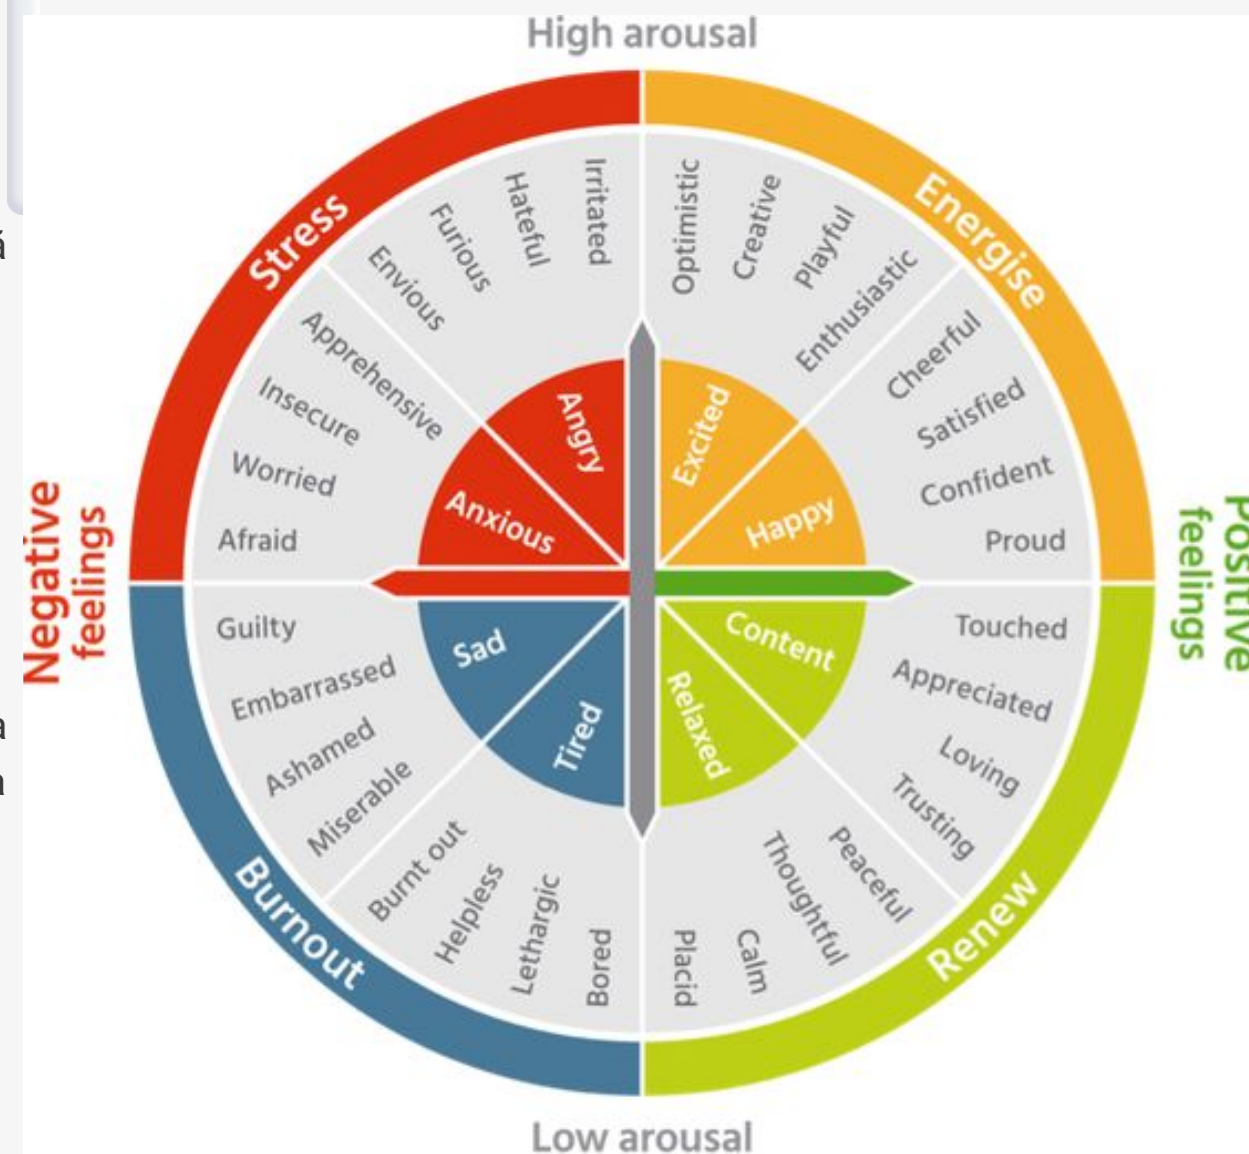 High arousal
Stress
Energise
Irritated
Hateful
Furious
Envious
Apprehensive
Insecure
Worried
Afraid
Optimistic
Creative
Playful
Enthusiastic
Cheerful
Satisfied
Confident
Proud
Angry
Anxious
Excited
Happy
Negative
feelings
Positive
feelings
Sad
Tired
Content
Relaxed
Guilty
Embarrassed
Ashamed
Miserable
Burnt out
Helpless
Lethargic
Bored
Touched
Appreciated
Loving
Trusting
Peaceful
Thoughtful
Calm
Placid
Burnout
Renew
Low arousal